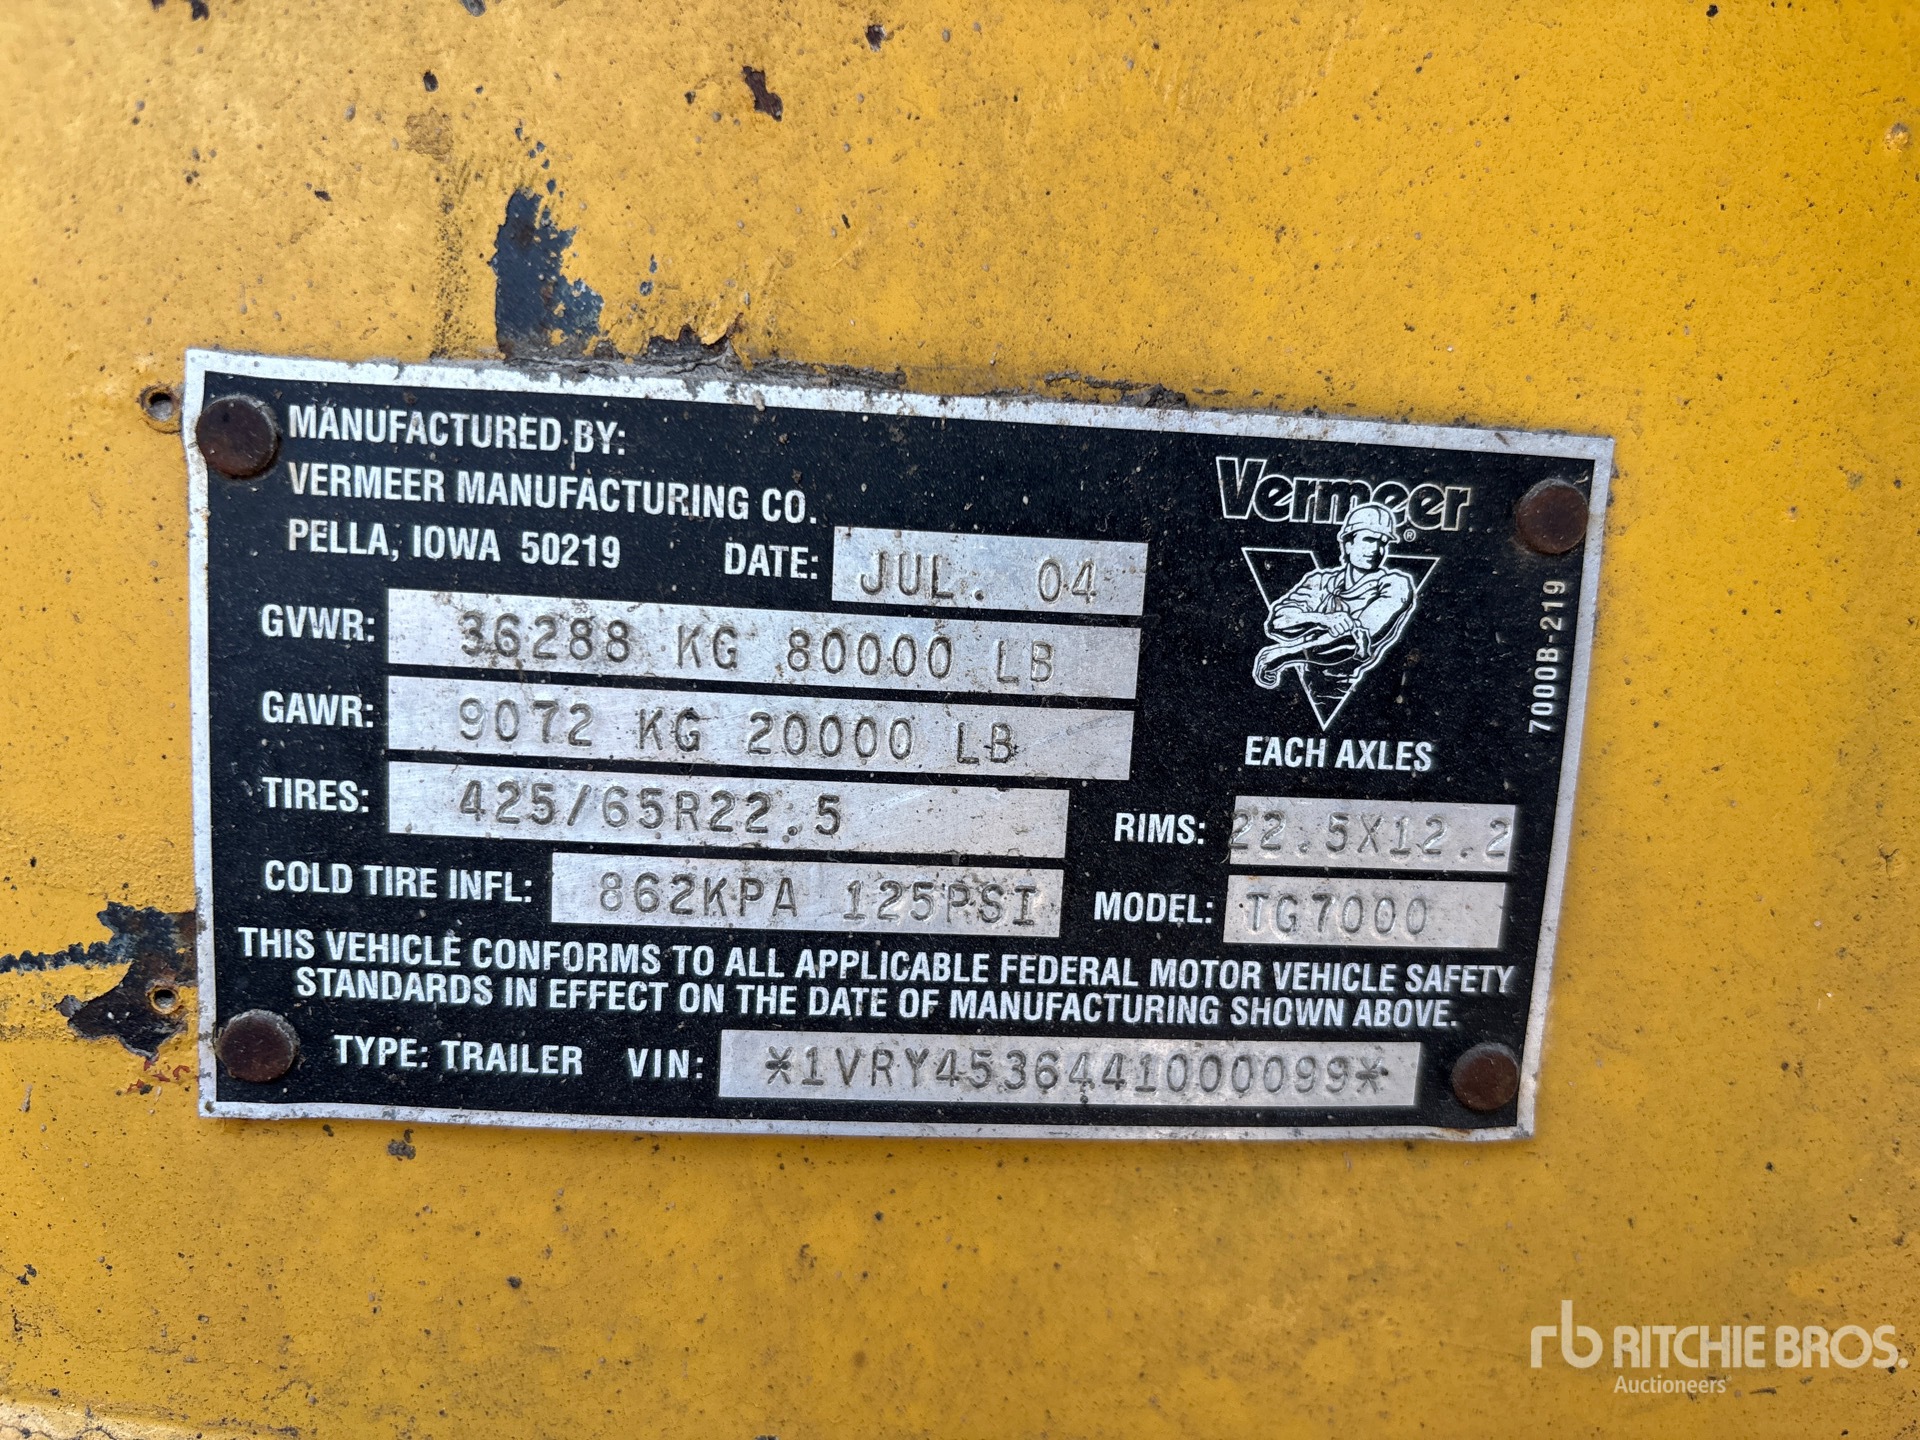 MANUFACTURED BY:
VERMEER MANUFACTURING CO.
PELLA, IOWA 50219 DATE: JUL. 04
Vermeer®
GVWR: 36288 KG 80000 LB
GAWR: 9072 KG 20000 LB EACH AXLES
7000B-219
TIRES: 425/65R22.5 RIMS: 22.5X12.2
COLD TIRE INFL: 862KPA 125PSI MODEL: TG7000
THIS VEHICLE CONFORMS TO ALL APPLICABLE FEDERAL MOTOR VEHICLE SAFETY
STANDARDS IN EFFECT ON THE DATE OF MANUFACTURING SHOWN ABOVE.
TYPE: TRAILER VIN: *1VRY4536441000099*
rb RITCHIE BROS.
Auctioneers